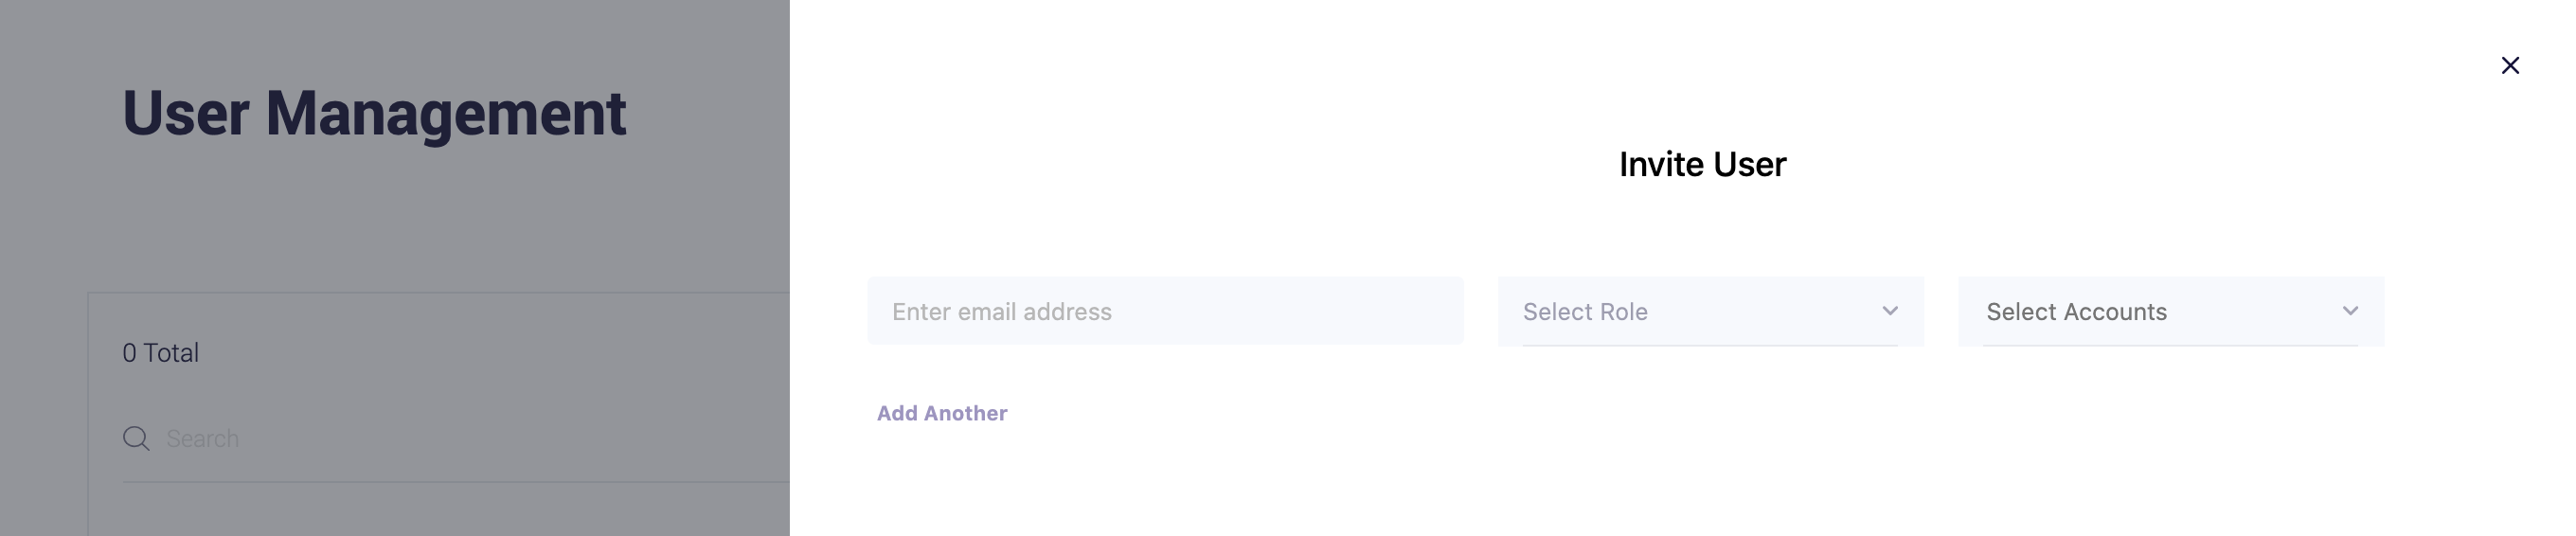 User Management
0 Total
Search
Invite User
Enter email address
Select Role
Select Accounts
Add Another